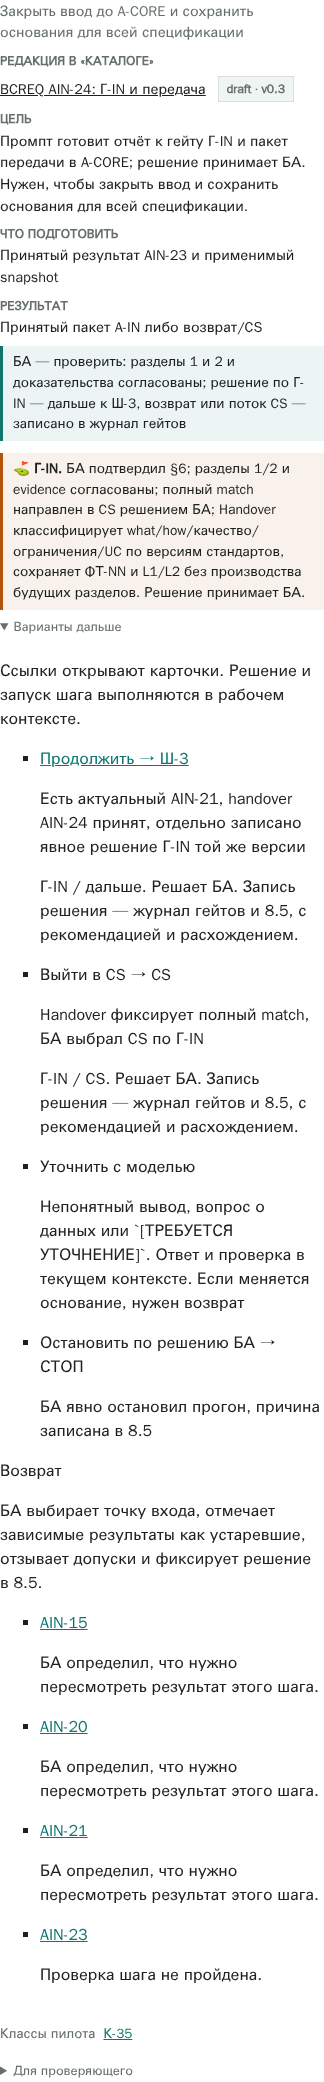 Закрыть ввод до A-CORE и сохранить
основания для всей спецификации
РЕДАКЦИЯ В «КАТАЛОГЕ»
BCREQ AIN-24: Г-IN и передача draft · v0.3
ЦЕЛЬ
Промпт готовит отчёт к гейту Г-IN и пакет
передачи в A-CORE; решение принимает БА.
Нужен, чтобы закрыть ввод и сохранить
основания для всей спецификации.
ЧТО ПОДГОТОВИТЬ
Принятый результат AIN-23 и применимый
snapshot
РЕЗУЛЬТАТ
Принятый пакет A-IN либо возврат/CS
БА — проверить: разделы 1 и 2 и
доказательства согласованы; решение по Г-
IN — дальше к Ш-3, возврат или поток CS —
записано в журнал гейтов
⛳ Г-IN. БА подтвердил §6; разделы 1/2 и
evidence согласованы; полный match
направлен в CS решением БА; Handover
классифицирует what/how/качество/
ограничения/UC по версиям стандартов,
сохраняет ФТ-NN и L1/L2 без производства
будущих разделов. Решение принимает БА.
▼ Варианты дальше
Ссылки открывают карточки. Решение и
запуск шага выполняются в рабочем
контексте.
▪ Продолжить → Ш-3
Есть актуальный AIN-21, handover
AIN-24 принят, отдельно записано
явное решение Г-IN той же версии
Г-IN / дальше. Решает БА. Запись
решения — журнал гейтов и 8.5, с
рекомендацией и расхождением.
▪ Выйти в CS → CS
Handover фиксирует полный match,
БА выбрал CS по Г-IN
Г-IN / CS. Решает БА. Запись
решения — журнал гейтов и 8.5, с
рекомендацией и расхождением.
▪ Уточнить с моделью
Непонятный вывод, вопрос о
данных или `[ТРЕБУЕТСЯ
УТОЧНЕНИЕ]`. Ответ и проверка в
текущем контексте. Если меняется
основание, нужен возврат
▪ Остановить по решению БА →
СТОП
БА явно остановил прогон, причина
записана в 8.5
Возврат
БА выбирает точку входа, отмечает
зависимые результаты как устаревшие,
отзывает допуски и фиксирует решение
в 8.5.
▪ AIN-15
БА определил, что нужно
пересмотреть результат этого шага.
▪ AIN-20
БА определил, что нужно
пересмотреть результат этого шага.
▪ AIN-21
БА определил, что нужно
пересмотреть результат этого шага.
▪ AIN-23
Проверка шага не пройдена.
Классы пилота K-35
▶ Для проверяющего